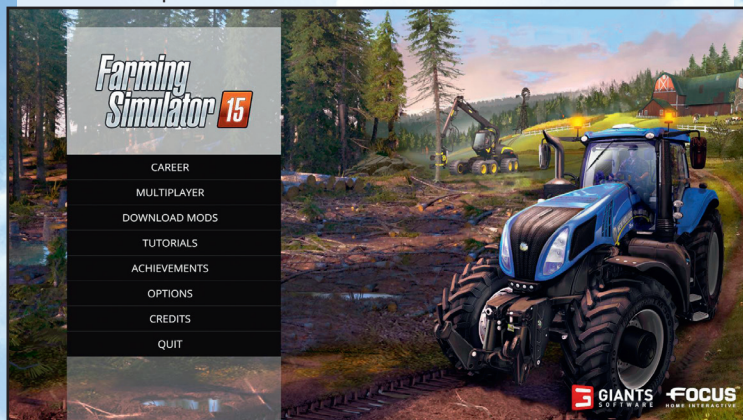 Farming
Simulator 15
CAREER
MULTIPLAYER
DOWNLOAD MODS
TUTORIALS
ACHIEVEMENTS
OPTIONS
CREDITS
QUIT
GIANTS
SOFTWARE
FOCUS
HOME INTERACTIVE